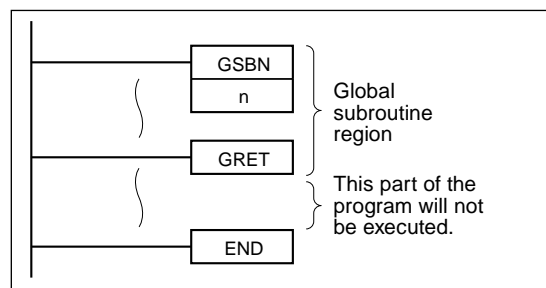 GSBN
n
Global
subroutine
region
GRET
This part of the
program will not
be executed.
END